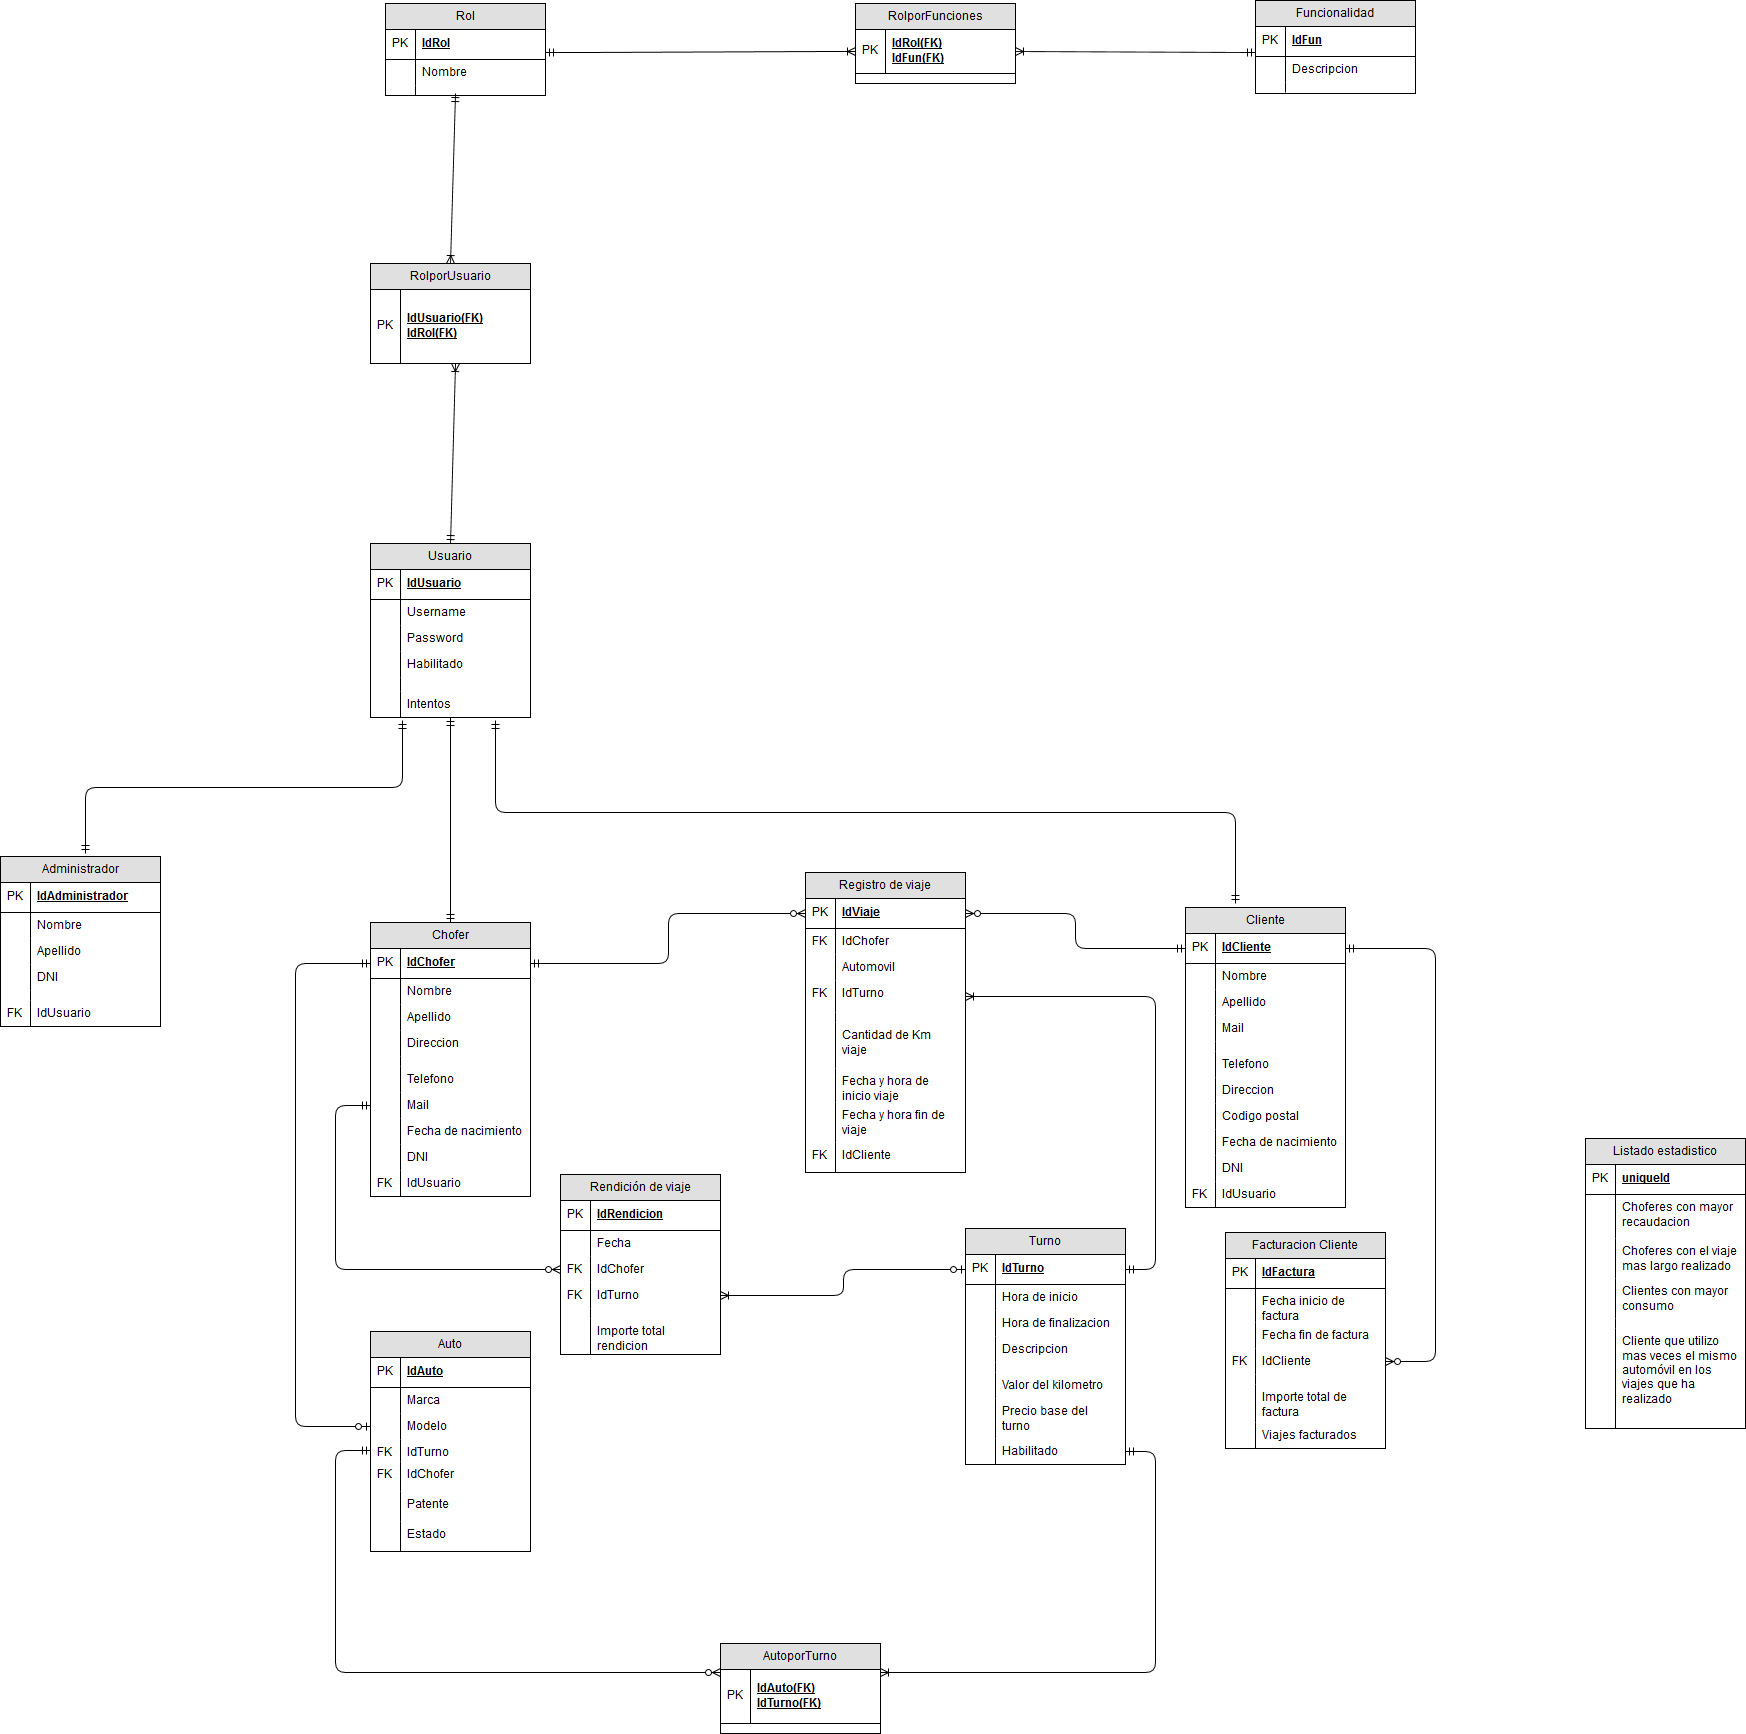 Rol
PK IdRol
Nombre
RolporFunciones
PK IdRol(FK)
IdFun(FK)
Funcionalidad
PK IdFun
Descripcion
RolporUsuario
PK IdUsuario(FK)
IdRol(FK)
Usuario
PK IdUsuario
Username
Password
Habilitado
Intentos
Administrador
PK IdAdministrador
Nombre
Apellido
DNI
FK IdUsuario
Chofer
PK IdChofer
Nombre
Apellido
Direccion
Telefono
Mail
Fecha de nacimiento
DNI
FK IdUsuario
Registro de viaje
PK IdViaje
FK IdChofer
Automovil
FK IdTurno
Cantidad de Km
viaje
Fecha y hora de
inicio viaje
Fecha y hora fin de
viaje
FK IdCliente
Cliente
PK IdCliente
Nombre
Apellido
Mail
Telefono
Direccion
Codigo postal
Fecha de nacimiento
DNI
FK IdUsuario
Rendición de viaje
PK IdRendicion
Fecha
FK IdChofer
FK IdTurno
Importe total
rendicion
Turno
PK IdTurno
Hora de inicio
Hora de finalizacion
Descripcion
Valor del kilometro
Precio base del
turno
Habilitado
Facturacion Cliente
PK IdFactura
Fecha inicio de
factura
Fecha fin de factura
FK IdCliente
Importe total de
factura
Viajes facturados
Listado estadistico
PK uniqueId
Choferes con mayor
recaudacion
Choferes con el viaje
mas largo realizado
Clientes con mayor
consumo
Cliente que utilizo
mas veces el mismo
automóvil en los
viajes que ha
realizado
Auto
PK IdAuto
Marca
Modelo
FK IdTurno
FK IdChofer
Patente
Estado
AutoporTurno
PK IdAuto(FK)
IdTurno(FK)